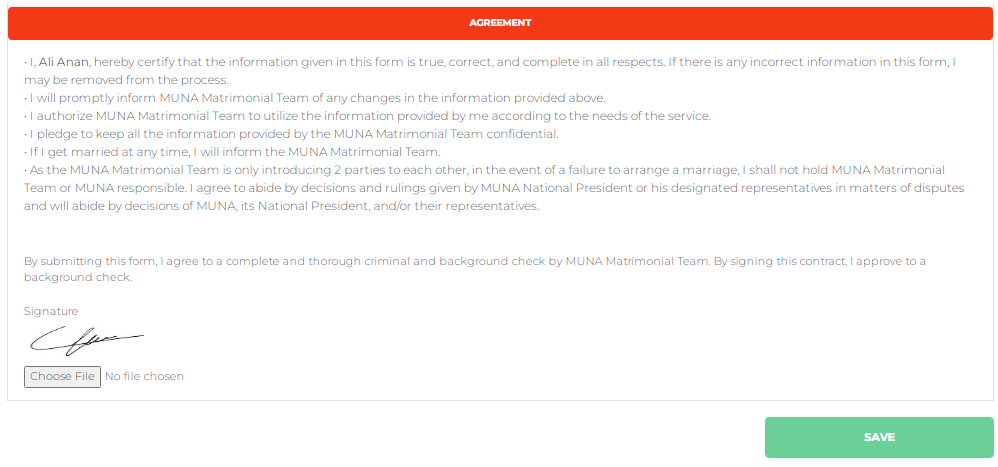 AGREEMENT
• I, Ali Anan, hereby certify that the information given in this form is true, correct, and complete in all respects. If there is any incorrect information in this form, I
may be removed from the process.
• I will promptly inform MUNA Matrimonial Team of any changes in the information provided above.
• I authorize MUNA Matrimonial Team to utilize the information provided by me according to the needs of the service.
• I pledge to keep all the information provided by the MUNA Matrimonial Team confidential.
• If I get married at any time, I will inform the MUNA Matrimonial Team.
• As the MUNA Matrimonial Team is only introducing 2 parties to each other, in the event of a failure to arrange a marriage, I shall not hold MUNA Matrimonial
Team or MUNA responsible. I agree to abide by decisions and rulings given by MUNA National President or his designated representatives in matters of disputes
and will abide by decisions of MUNA, its National President, and/or their representatives.
By submitting this form, I agree to a complete and thorough criminal and background check by MUNA Matrimonial Team. By signing this contract, I approve to a
background check.
Signature
Choose File No file chosen
SAVE